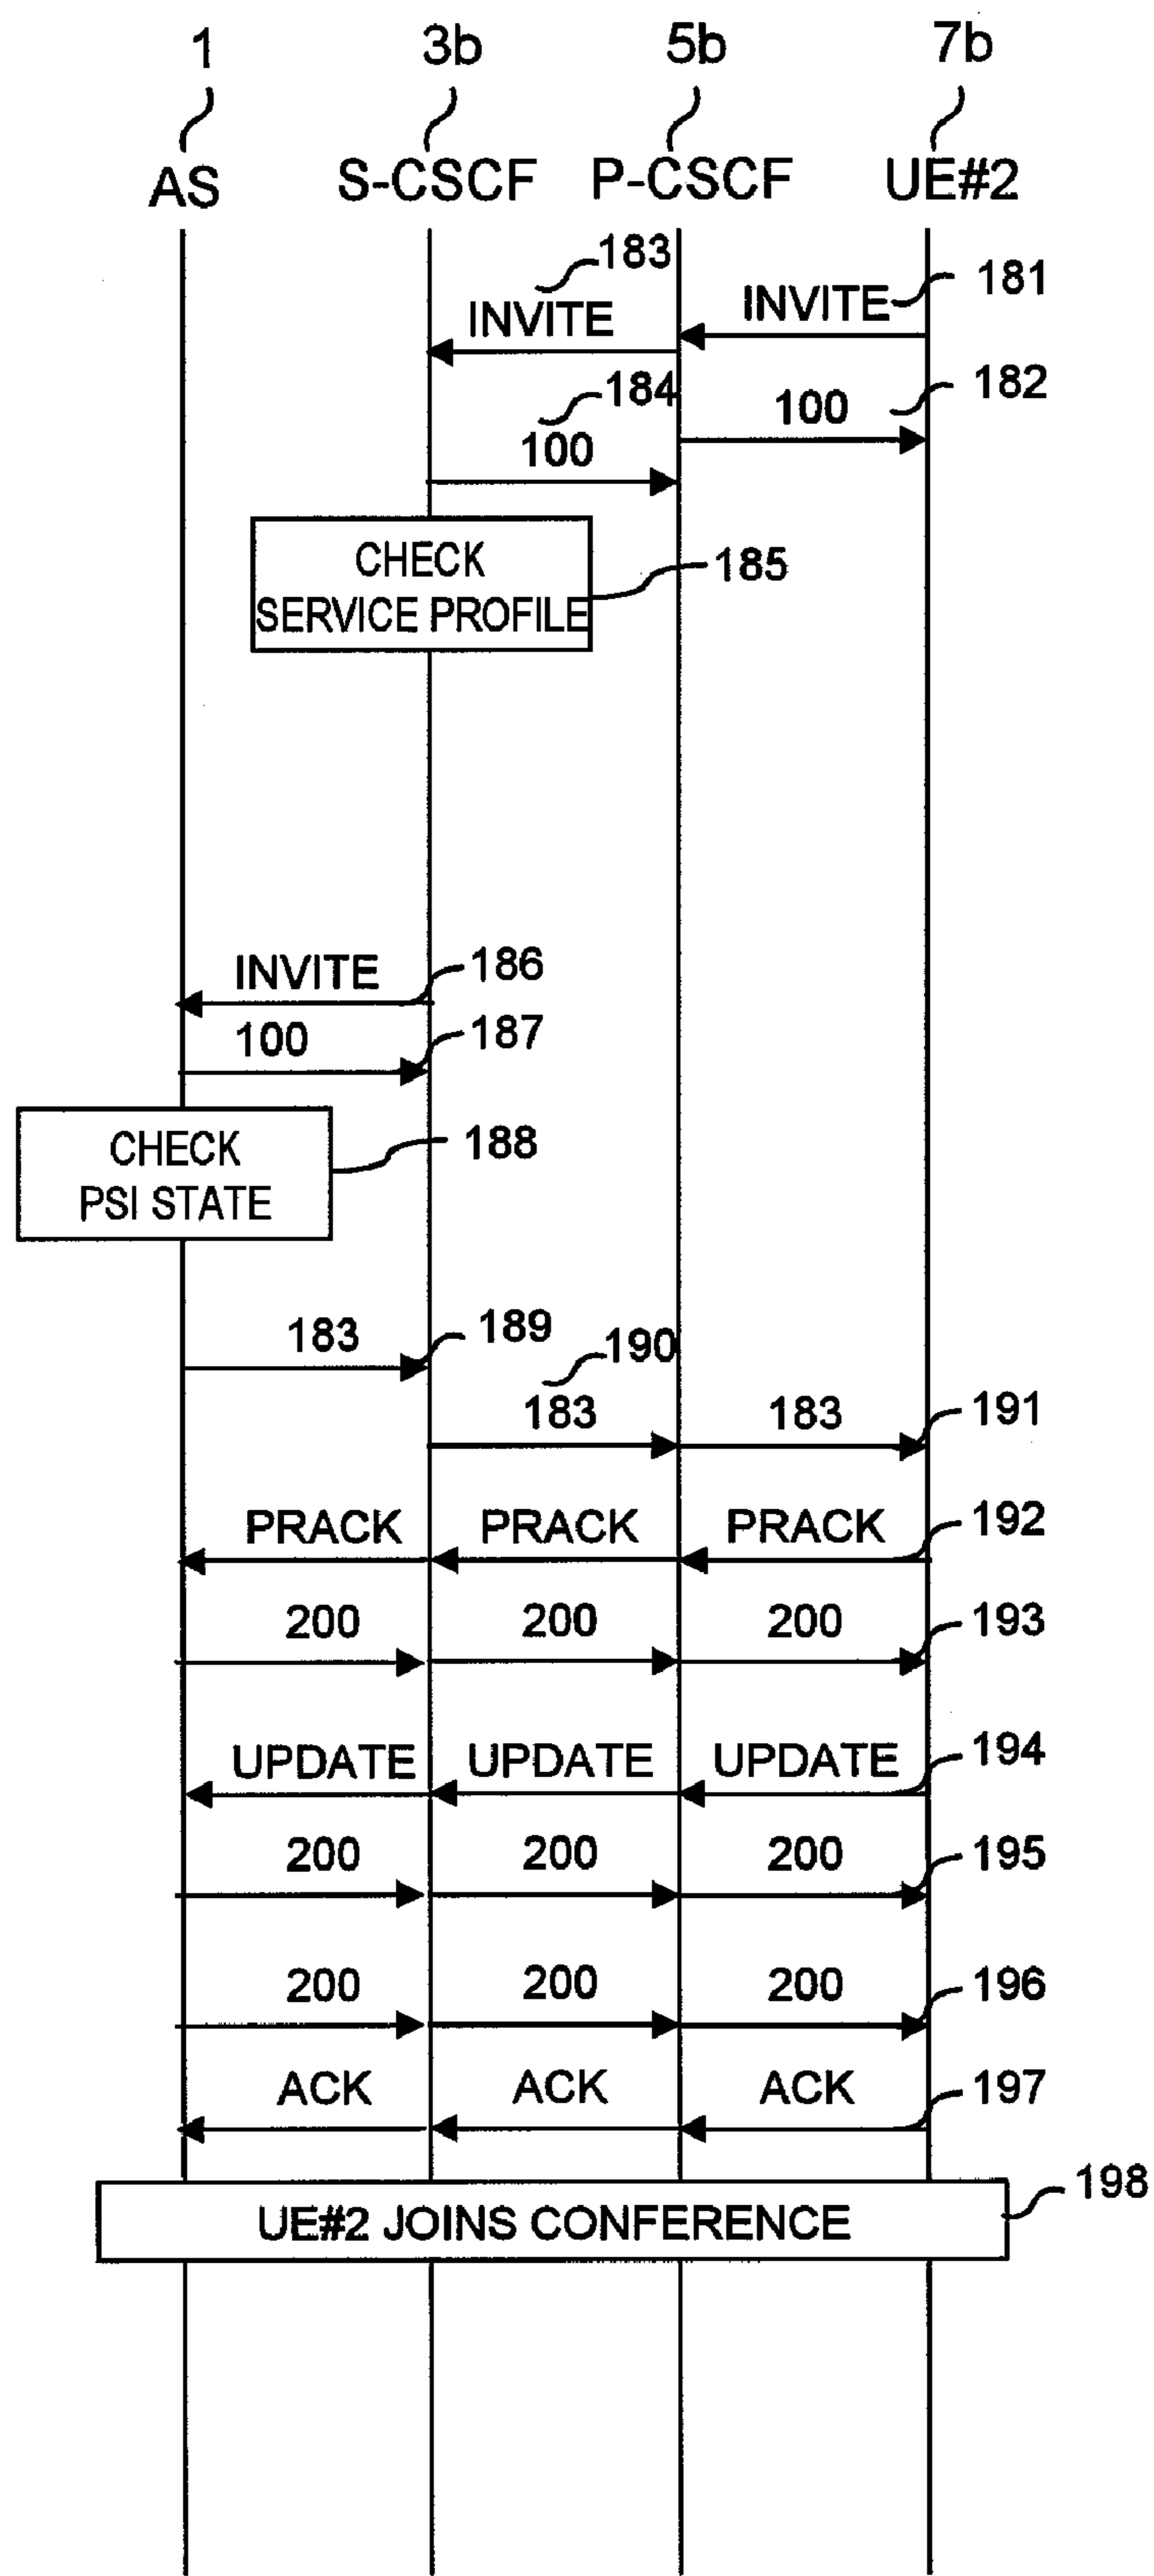 1 3b 5b 7b
AS S-CSCF P-CSCF UE#2
183 INVITE 181
INVITE
184 100 182
100
CHECK
SERVICE PROFILE 185
INVITE 186
100 187
CHECK
PSI STATE 188
183 189
190
183 183 191
PRACK PRACK PRACK 192
200 200 200 193
UPDATE UPDATE UPDATE 194
200 200 200 195
200 200 200 196
ACK ACK ACK 197
UE#2 JOINS CONFERENCE 198